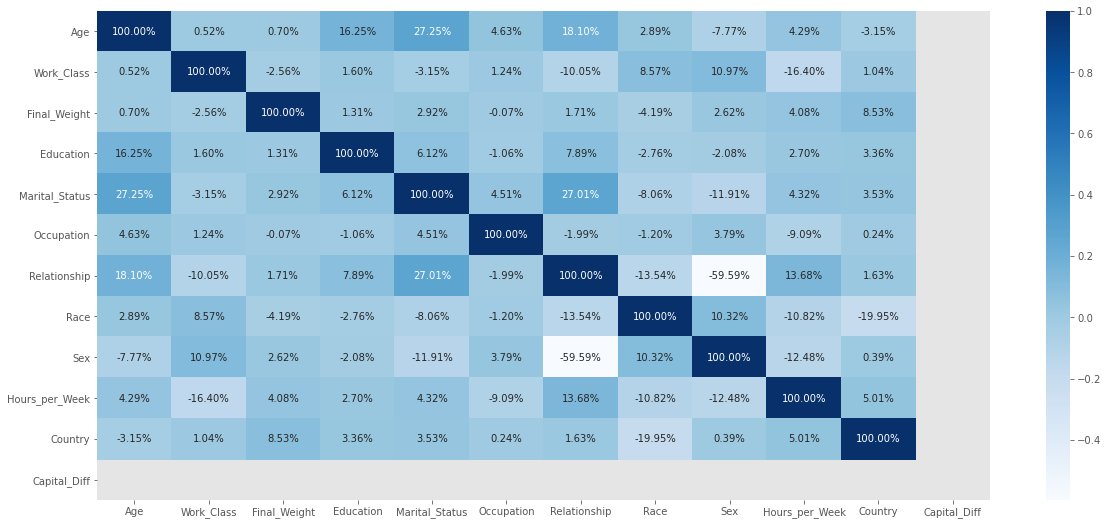 Age 100.00% 0.52% 0.70% 16.25% 27.25% 4.63% 18.10% 2.89% -7.77% 4.29% -3.15%
Work_Class 0.52% 100.00% -2.56% 1.60% -3.15% 1.24% -10.05% 8.57% 10.97% -16.40% 1.04%
Final_Weight 0.70% -2.56% 100.00% 1.31% 2.92% -0.07% 1.71% -4.19% 2.62% 4.08% 8.53%
Education 16.25% 1.60% 1.31% 100.00% 6.12% -1.06% 7.89% -2.76% -2.08% 2.70% 3.36%
Marital_Status 27.25% -3.15% 2.92% 6.12% 100.00% 4.51% 27.01% -8.06% -11.91% 4.32% 3.53%
Occupation 4.63% 1.24% -0.07% -1.06% 4.51% 100.00% -1.99% -1.20% 3.79% -9.09% 0.24%
Relationship 18.10% -10.05% 1.71% 7.89% 27.01% -1.99% 100.00% -13.54% -59.59% 13.68% 1.63%
Race 2.89% 8.57% -4.19% -2.76% -8.06% -1.20% -13.54% 100.00% 10.32% -10.82% -19.95%
Sex -7.77% 10.97% 2.62% -2.08% -11.91% 3.79% -59.59% 10.32% 100.00% -12.48% 0.39%
Hours_per_Week 4.29% -16.40% 4.08% 2.70% 4.32% -9.09% 13.68% -10.82% -12.48% 100.00% 5.01%
Country -3.15% 1.04% 8.53% 3.36% 3.53% 0.24% 1.63% -19.95% 0.39% 5.01% 100.00%
Capital_Diff
Age Work_Class Final_Weight Education Marital_Status Occupation Relationship Race Sex Hours_per_Week Country Capital_Diff
1.0
0.8
0.6
0.4
0.2
0.0
−0.2
−0.4